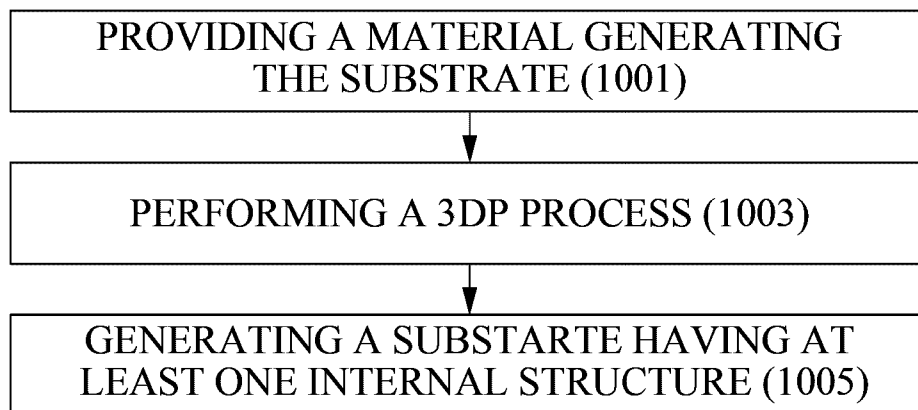 PROVIDING A MATERIAL GENERATING
THE SUBSTRATE (1001)
PERFORMING A 3DP PROCESS (1003)
GENERATING A SUBSTARTE HAVING AT
LEAST ONE INTERNAL STRUCTURE (1005)